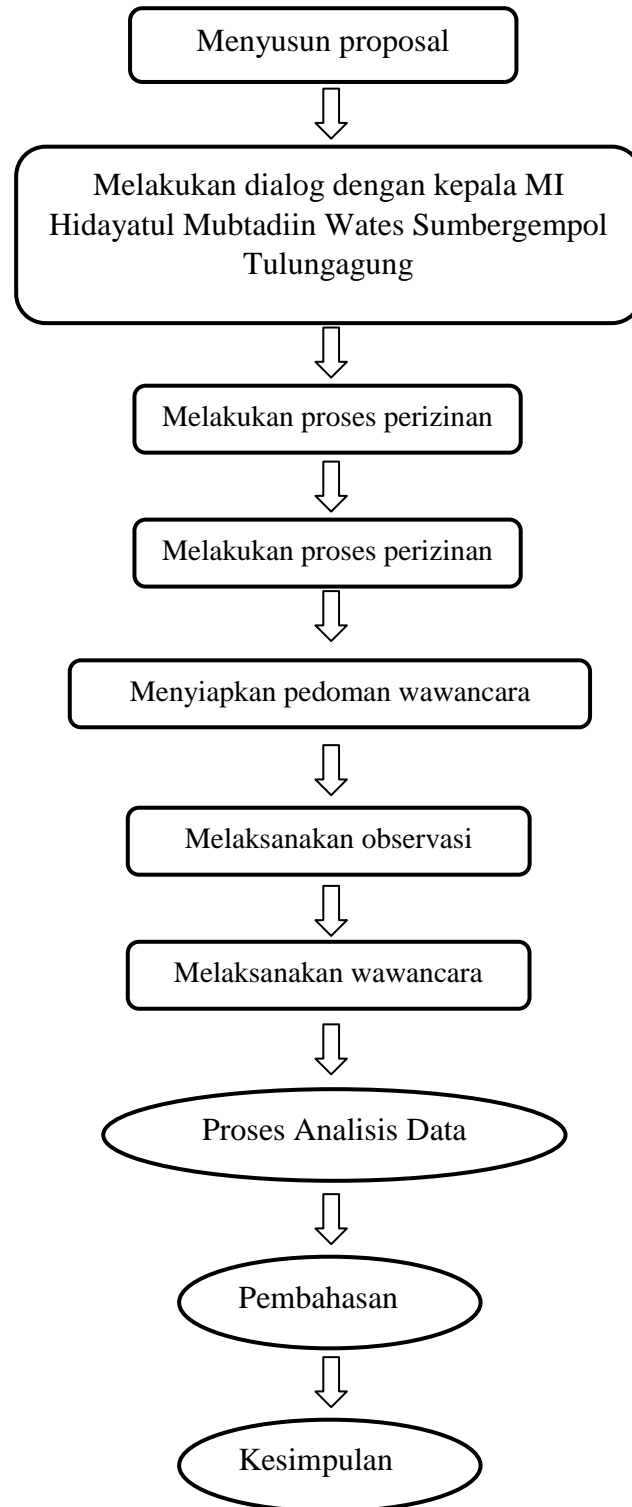 Menyusun proposal
Melakukan dialog dengan kepala MI
Hidayatul Mubtadiin Wates Sumbergempol
Tulungagung
Melakukan proses perizinan
Melakukan proses perizinan
Menyiapkan pedoman wawancara
Melaksanakan observasi
Melaksanakan wawancara
Proses Analisis Data
Pembahasan
Kesimpulan